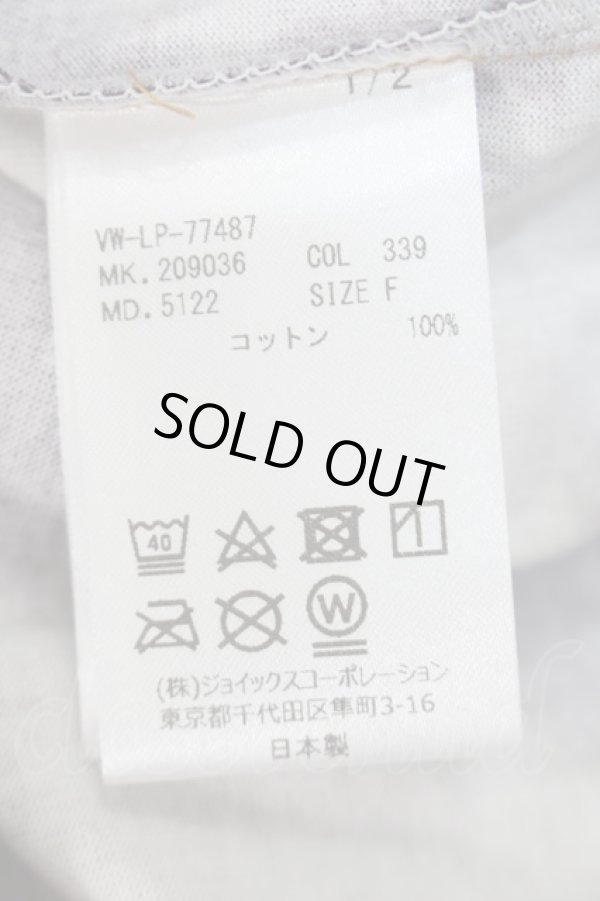 1/2
VW-LP-77487
MK.209036 COL 339
MD.5122 SIZE F
コットン 100%
SOLD OUT
40
W
(株)ジョイックスコーポレーション
東京都千代田区隼町3-16
日本製